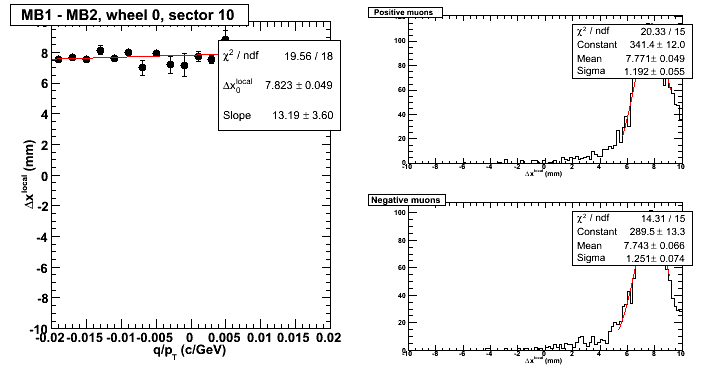 MB1 - MB2, wheel 0, sector 10
χ² / ndf 19.56 / 18
Δx₀^local 7.823 ± 0.049
Slope 13.19 ± 3.60
Δx^local (mm)
8
6
4
2
0
-2
-4
-6
-8
-10
-0.02 -0.015 -0.01 -0.005 0 0.005 0.01 0.015 0.02
q/p_T (c/GeV)
Positive muons
χ² / ndf 20.33 / 15
Constant 341.4 ± 12.0
Mean 7.771 ± 0.049
Sigma 1.192 ± 0.055
100
80
60
40
20
0
-10 -8 -6 -4 -2 0 2 4 6 8 10
Δx^local (mm)
Negative muons
χ² / ndf 14.31 / 15
Constant 289.5 ± 13.3
Mean 7.743 ± 0.066
Sigma 1.251 ± 0.074
100
80
60
40
20
0
-10 -8 -6 -4 -2 0 2 4 6 8 10
Δx^local (mm)